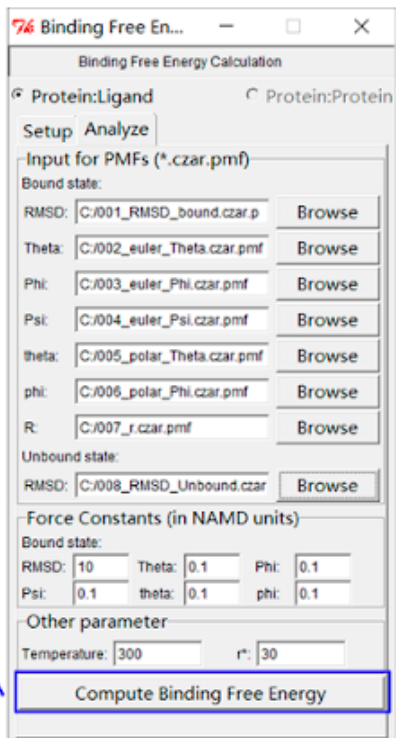 Binding Free En...
Binding Free Energy Calculation
Protein:Ligand Protein:Protein
Setup Analyze
Input for PMFs (*.czar.pmf)
Bound state:
RMSD: C:/001_RMSD_bound.czar.p Browse
Theta: C:/002_euler_Theta.czar.pmf Browse
Phi: C:/003_euler_Phi.czar.pmf Browse
Psi: C:/004_euler_Psi.czar.pmf Browse
theta: C:/005_polar_Theta.czar.pmf Browse
phi: C:/006_polar_Phi.czar.pmf Browse
R: C:/007_r.czar.pmf Browse
Unbound state:
RMSD: C:/008_RMSD_Unbound.czar Browse
Force Constants (in NAMD units)
Bound state:
RMSD: 10 Theta: 0.1 Phi: 0.1
Psi: 0.1 theta: 0.1 phi: 0.1
Other parameter
Temperature: 300 r*: 30
Compute Binding Free Energy